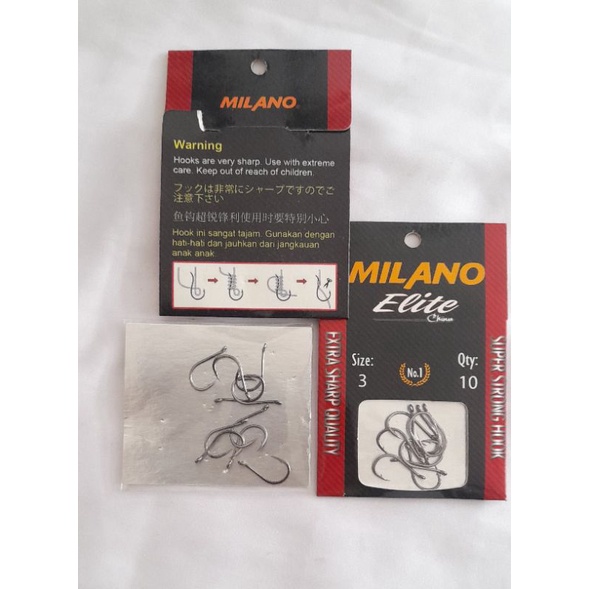 MILANO
Warning
Hooks are very sharp. Use with extreme
care. Keep out of reach of children.
フックは非常にシャープですのでご
注意下さい
鱼钩超锐锋利使用时要特别小心
Hook ini sangat tajam. Gunakan dengan
hati-hati dan jauhkan dari jangkauan
anak anak
MILANO
Elite
Chinu
Size:
3
No.1
Qty:
10
EXTRA SHARP QUALITY
SUPER STRONG HOOK